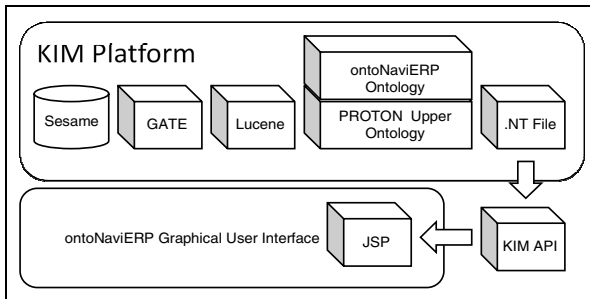 KIM Platform
ontoNaviERP
Ontology
Sesame
GATE
Lucene
PROTON Upper
Ontology
.NT File
ontoNaviERP Graphical User Interface
JSP
KIM API